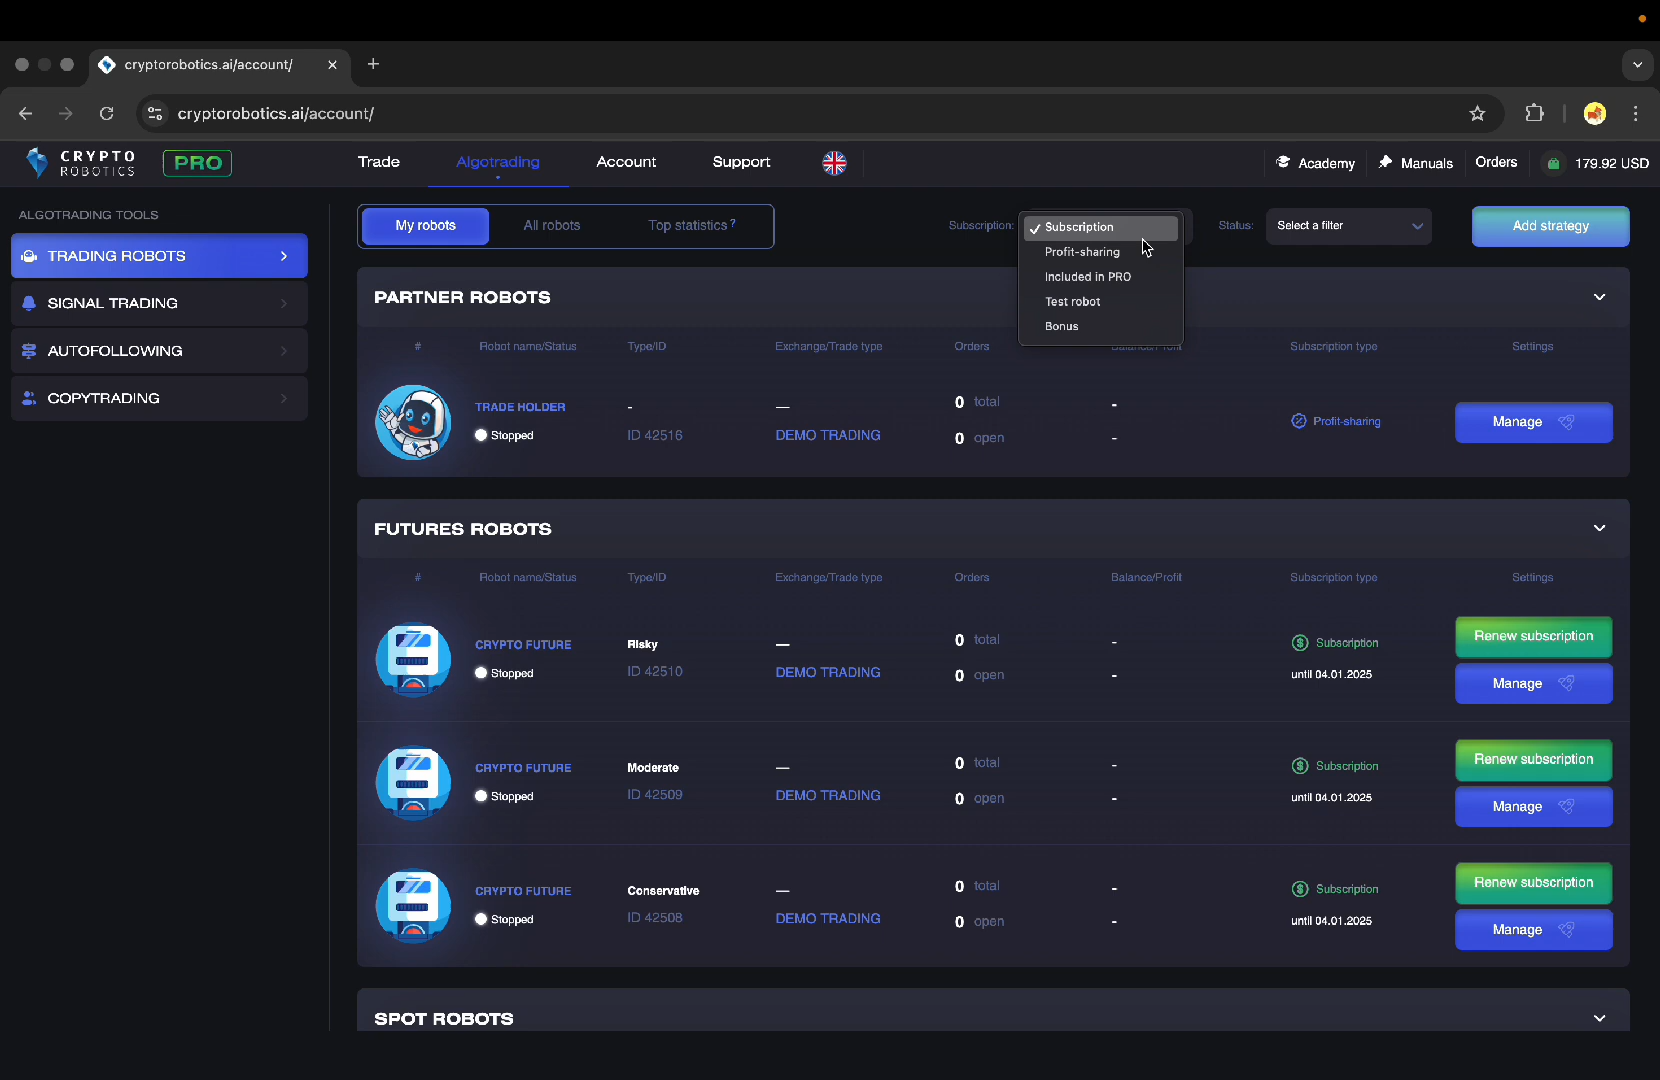 cryptorobotics.ai/account/
cryptorobotics.ai/account/
CRYPTO
ROBOTICS
PRO
Trade
Algotrading
Account
Support
Academy
Manuals
Orders
179.92 USD
ALGOTRADING TOOLS
TRADING ROBOTS
SIGNAL TRADING
AUTOFOLLOWING
COPYTRADING
My robots
All robots
Top statistics ?
Subscription:
Subscription
Profit-sharing
Included in PRO
Test robot
Bonus
Status:
Select a filter
Add strategy
PARTNER ROBOTS
# Robot name/Status Type/ID Exchange/Trade type Orders Balance/Profit Subscription type Settings
TRADE HOLDER - — 0 total -
Stopped ID 42516 DEMO TRADING 0 open -
Profit-sharing
Manage
FUTURES ROBOTS
# Robot name/Status Type/ID Exchange/Trade type Orders Balance/Profit Subscription type Settings
CRYPTO FUTURE Risky — 0 total - Subscription Renew subscription
Stopped ID 42510 DEMO TRADING 0 open - until 04.01.2025 Manage
CRYPTO FUTURE Moderate — 0 total - Subscription Renew subscription
Stopped ID 42509 DEMO TRADING 0 open - until 04.01.2025 Manage
CRYPTO FUTURE Conservative — 0 total - Subscription Renew subscription
Stopped ID 42508 DEMO TRADING 0 open - until 04.01.2025 Manage
SPOT ROBOTS